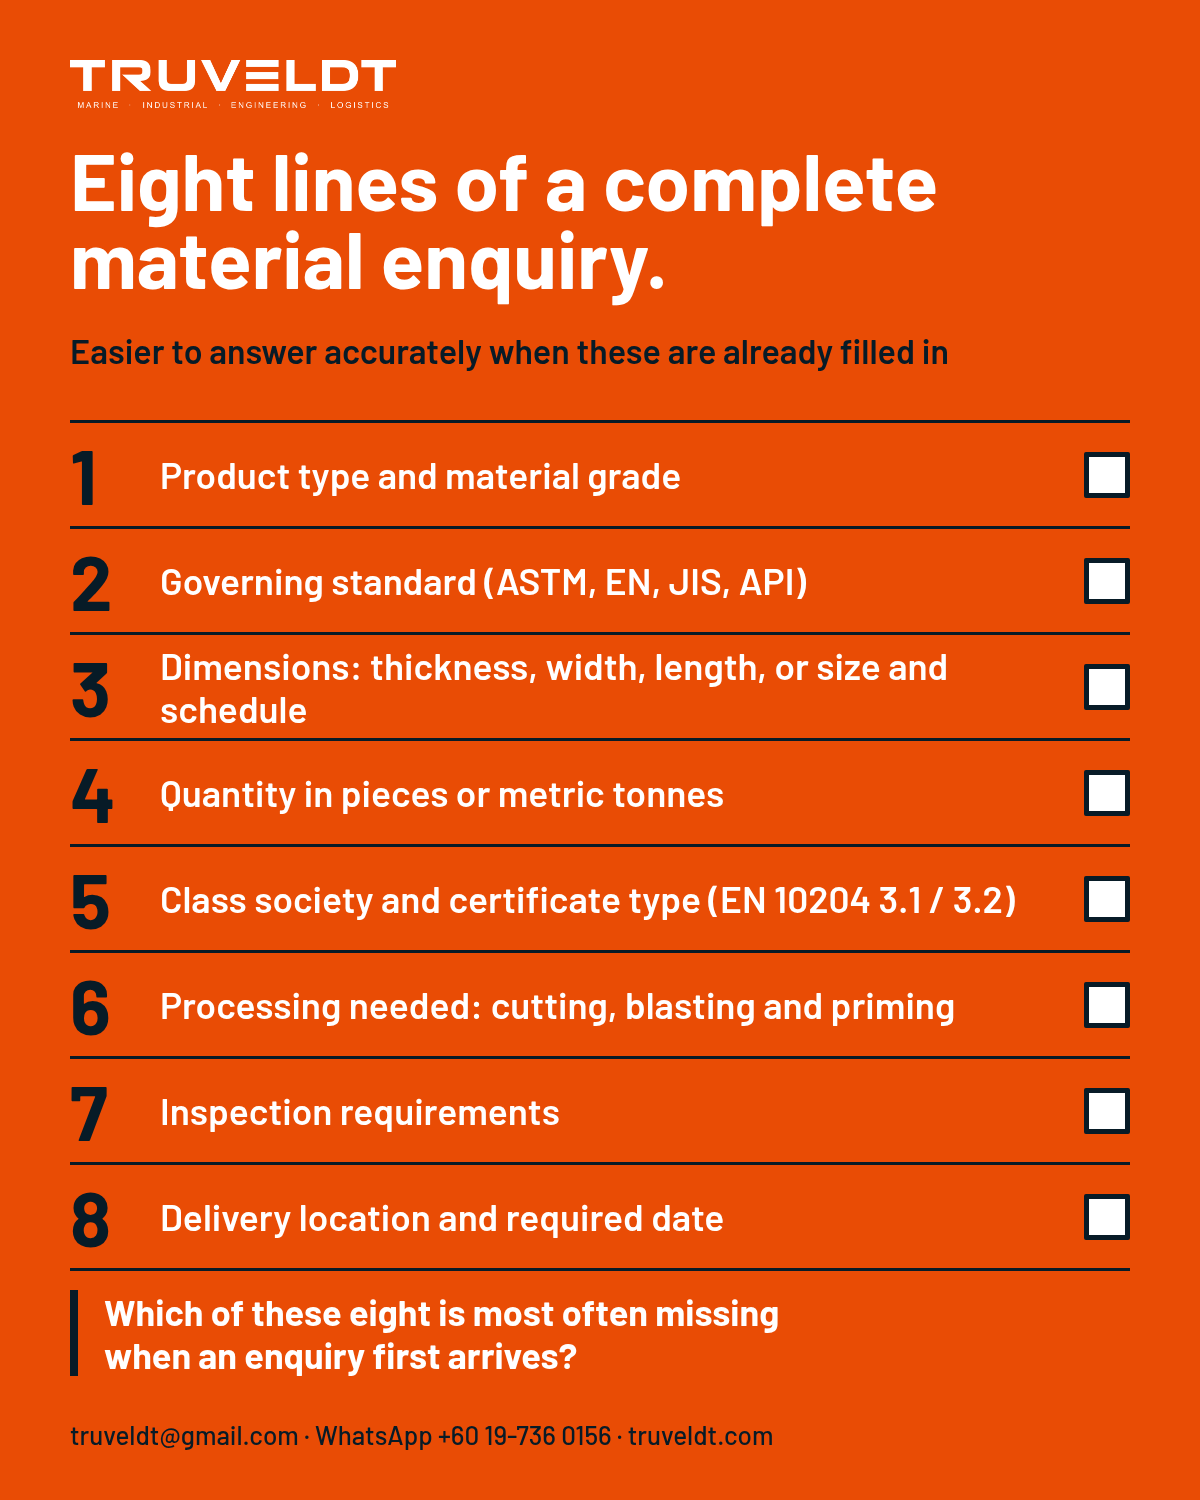 TRUVELDT
MARINE · INDUSTRIAL · ENGINEERING · LOGISTICS
Eight lines of a complete
material enquiry.
Easier to answer accurately when these are already filled in
1 Product type and material grade
2 Governing standard (ASTM, EN, JIS, API)
3 Dimensions: thickness, width, length, or size and
schedule
4 Quantity in pieces or metric tonnes
5 Class society and certificate type (EN 10204 3.1 / 3.2)
6 Processing needed: cutting, blasting and priming
7 Inspection requirements
8 Delivery location and required date
Which of these eight is most often missing
when an enquiry first arrives?
truveldt@gmail.com · WhatsApp +60 19-736 0156 · truveldt.com